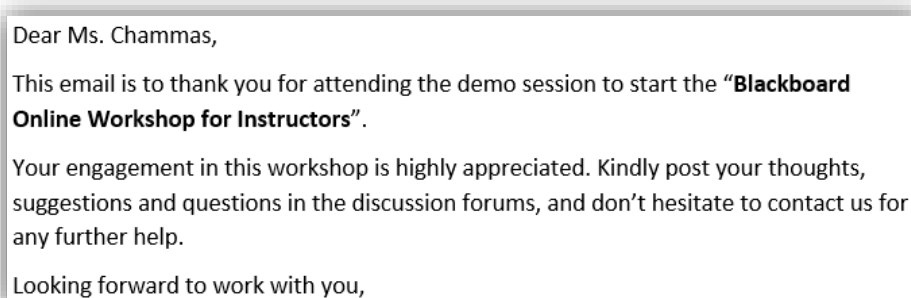 Dear Ms. Chammas,
This email is to thank you for attending the demo session to start the “Blackboard
Online Workshop for Instructors”.
Your engagement in this workshop is highly appreciated. Kindly post your thoughts,
suggestions and questions in the discussion forums, and don’t hesitate to contact us for
any further help.
Looking forward to work with you,